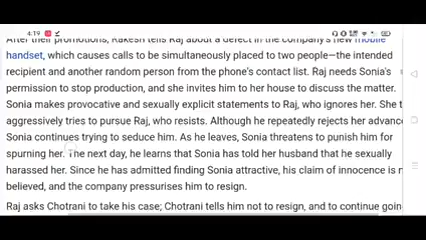 4:19
After their promotions, Rakesh tells Raj about a defect in the company's new mobile
handset, which causes calls to be simultaneously placed to two people—the intended
recipient and another random person from the phone's contact list. Raj needs Sonia's
permission to stop production, and she invites him to her house to discuss the matter.
Sonia makes provocative and sexually explicit statements to Raj, who ignores her. She t
aggressively tries to pursue Raj, who resists. Although he repeatedly rejects her advanc
Sonia continues trying to seduce him. As he leaves, Sonia threatens to punish him for
spurning her. The next day, he learns that Sonia has told her husband that he sexually
harassed her. Since he has admitted finding Sonia attractive, his claim of innocence is n
believed, and the company pressurises him to resign.
Raj asks Chotrani to take his case; Chotrani tells him not to resign, and to continue goin